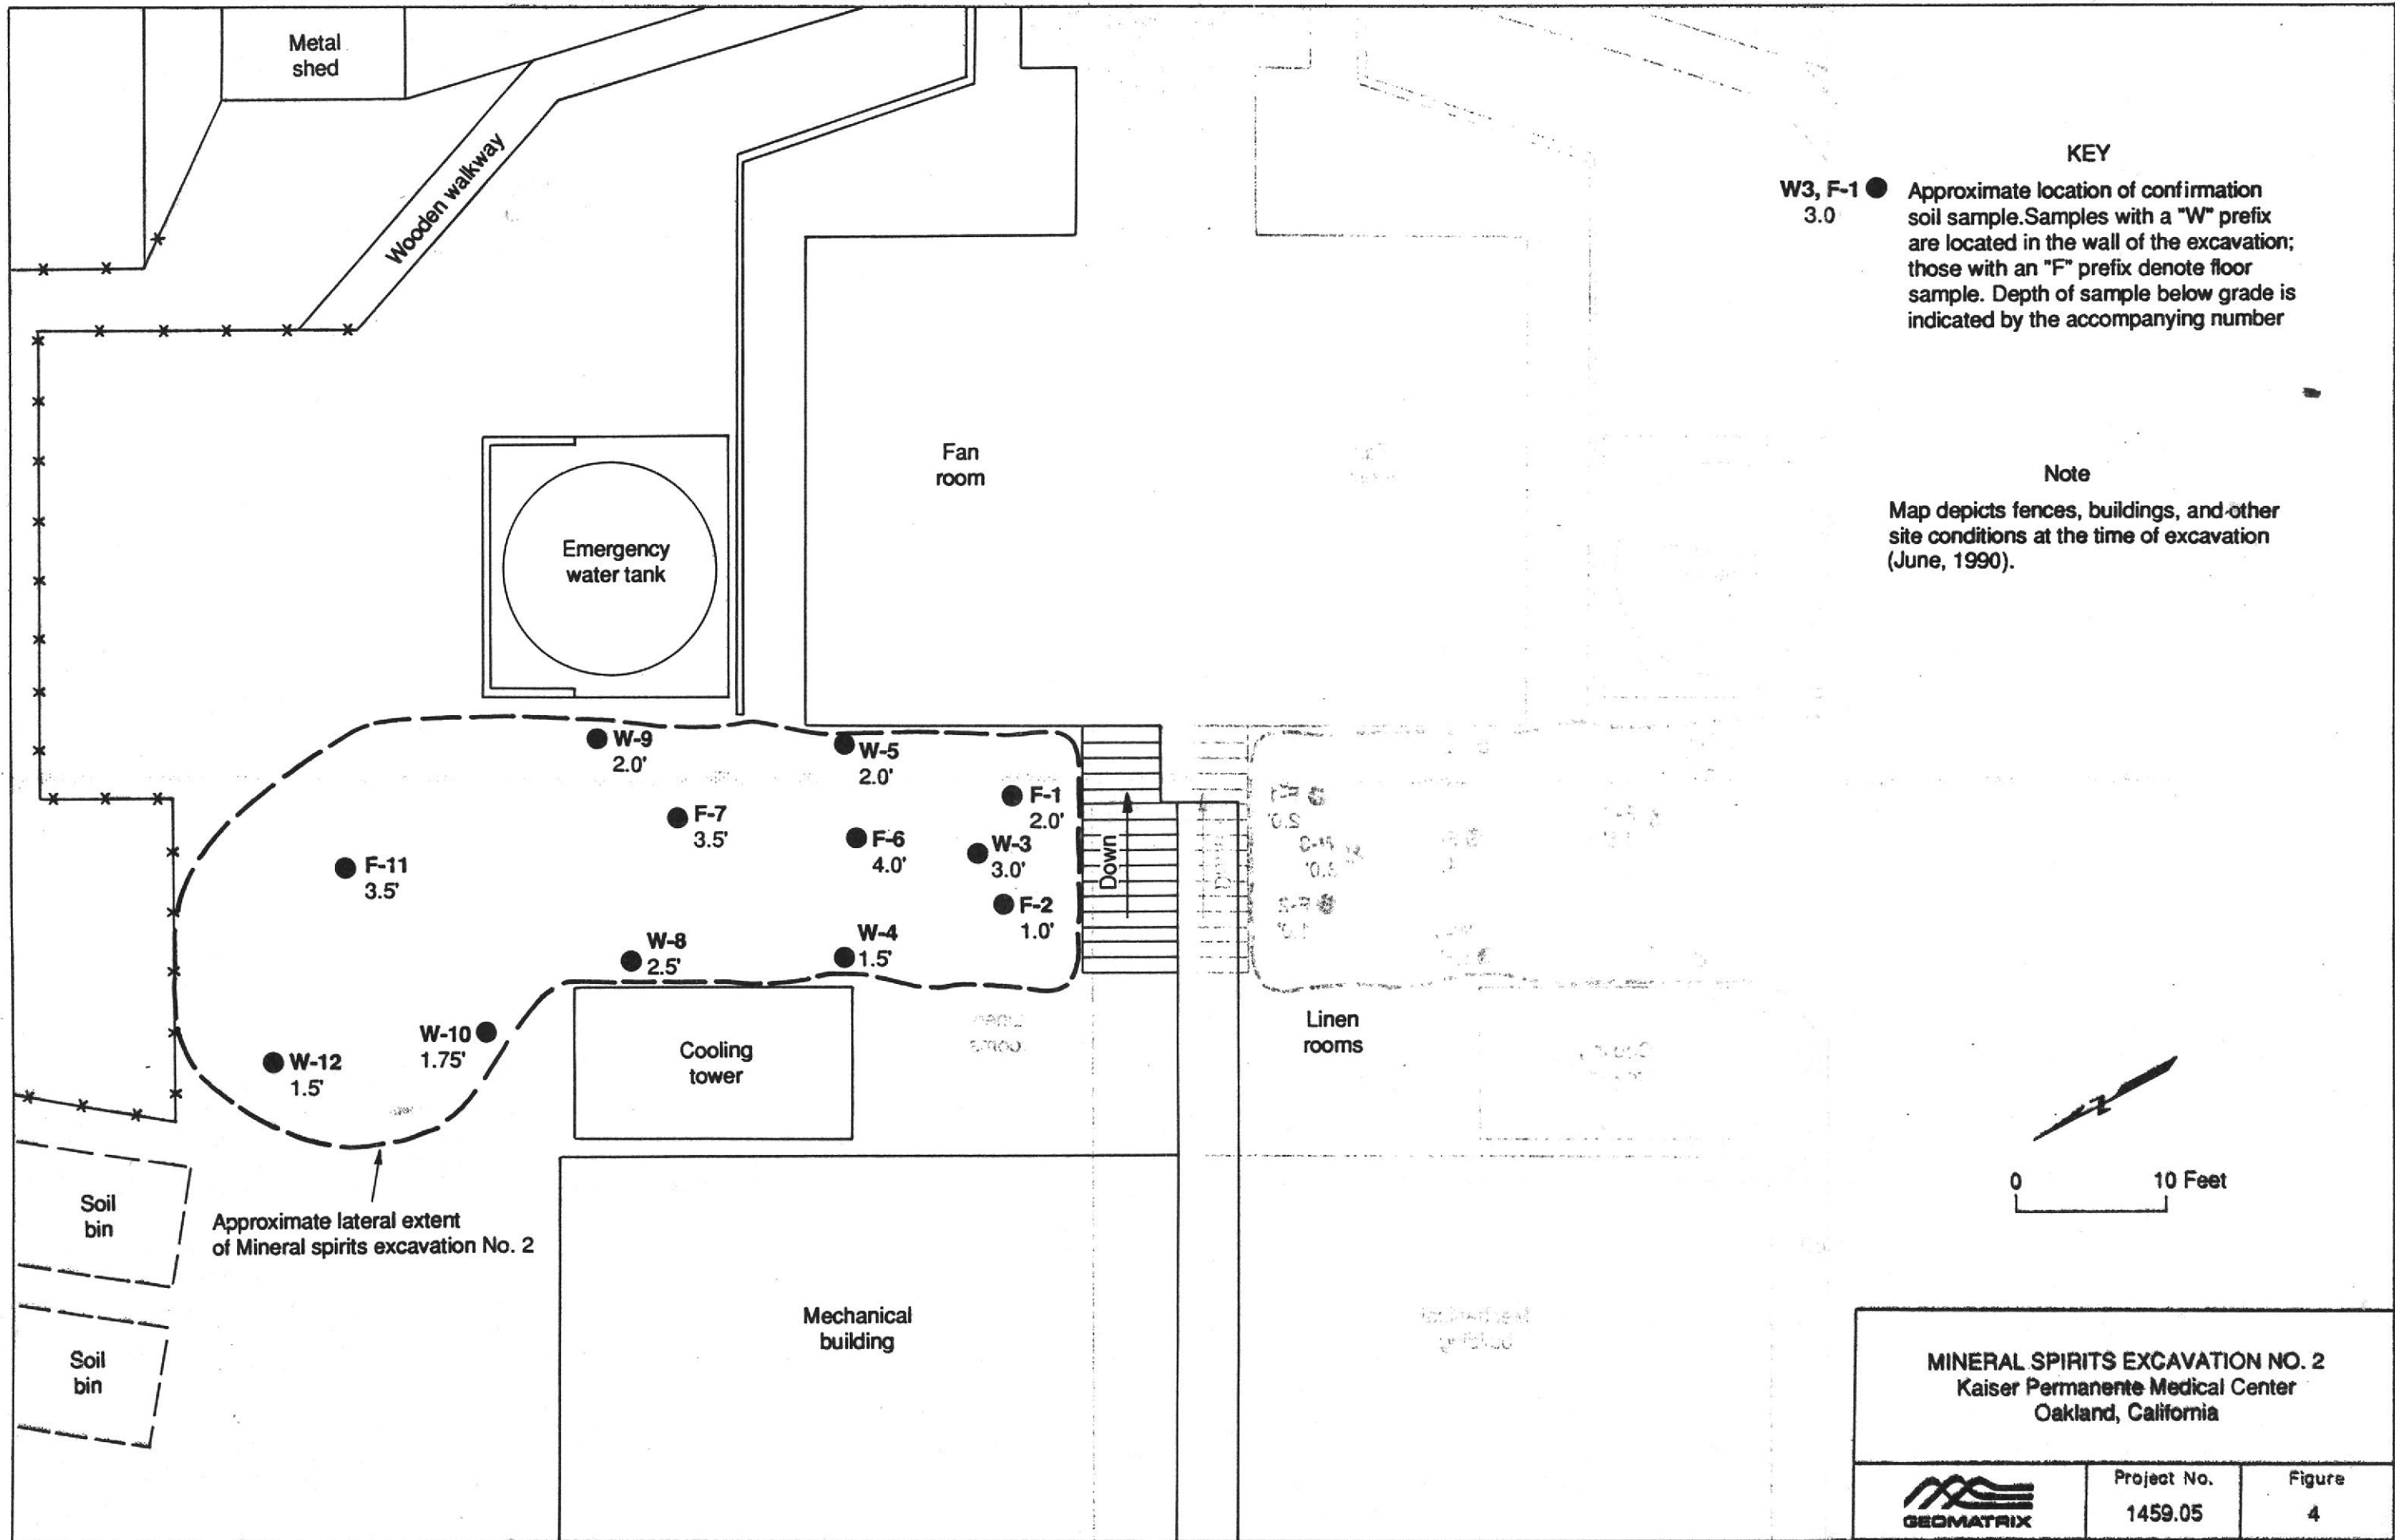 Metal
shed
Wooden walkway
KEY
W3, F-1
3.0
Approximate location of confirmation
soil sample.Samples with a "W" prefix
are located in the wall of the excavation;
those with an "F" prefix denote floor
sample. Depth of sample below grade is
indicated by the accompanying number
Fan
room
Note
Map depicts fences, buildings, and other
site conditions at the time of excavation
(June, 1990).
Emergency
water tank
W-9
2.0'
W-5
2.0'
F-1
2.0'
F-7
3.5'
F-6
4.0'
W-3
3.0'
Down
F-11
3.5'
F-2
1.0'
W-8
2.5'
W-4
1.5'
W-10
1.75'
W-12
1.5'
Cooling
tower
Linen
rooms
Z
0 10 Feet
Soil
bin
Approximate lateral extent
of Mineral spirits excavation No. 2
Mechanical
building
Soil
bin
MINERAL SPIRITS EXCAVATION NO. 2
Kaiser Permanente Medical Center
Oakland, California
GEOMATRIX
Project No.
1459.05
Figure
4